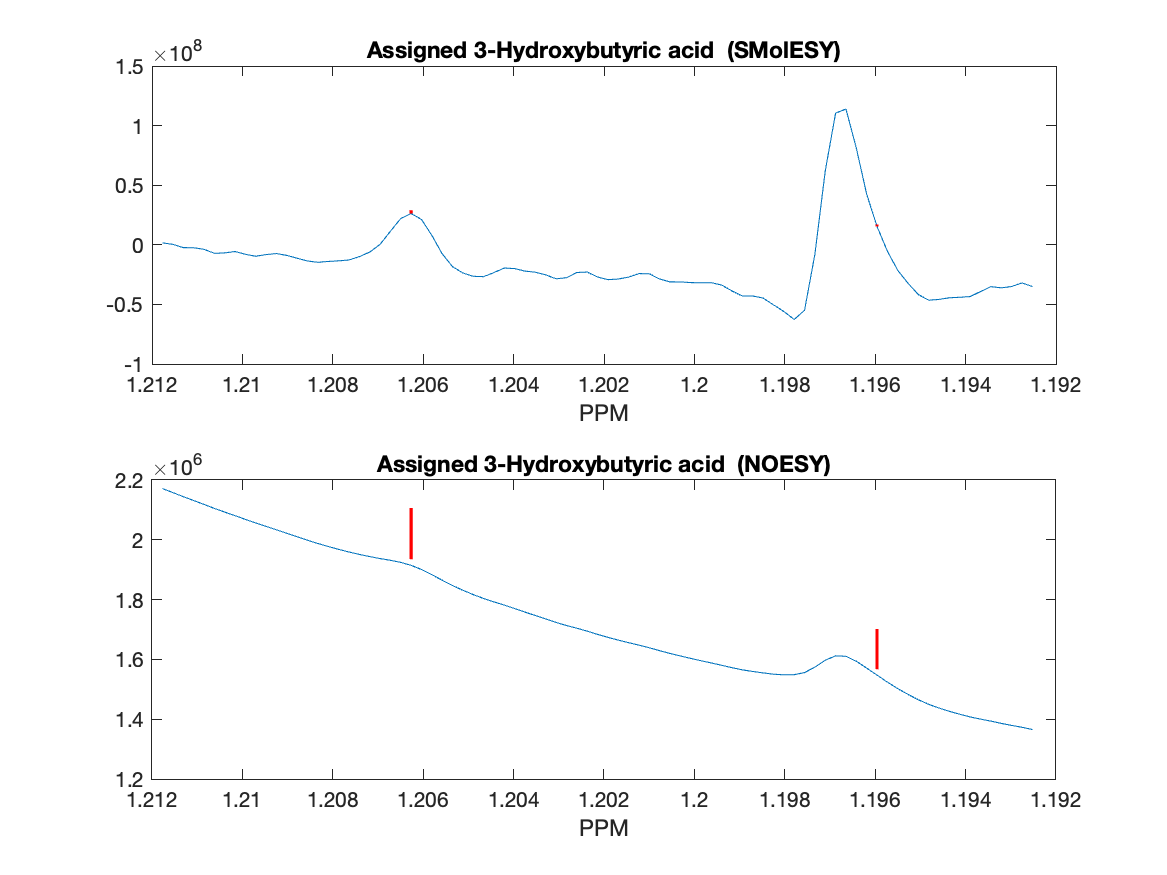 Assigned 3-Hydroxybutyric acid (SMolESY)
×10^8
1.5
1
0.5
0
-0.5
-1
1.212 1.21 1.208 1.206 1.204 1.202 1.2 1.198 1.196 1.194 1.192
PPM
Assigned 3-Hydroxybutyric acid (NOESY)
×10^6
2.2
2
1.8
1.6
1.4
1.2
1.212 1.21 1.208 1.206 1.204 1.202 1.2 1.198 1.196 1.194 1.192
PPM